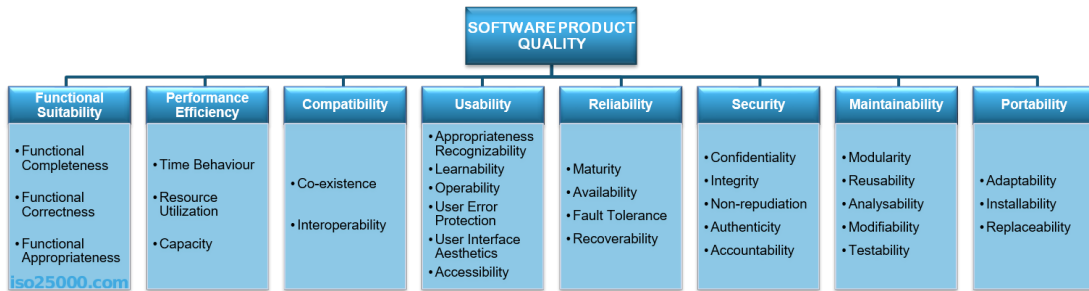 SOFTWARE PRODUCT
QUALITY
Functional
Suitability
• Functional
Completeness
• Functional
Correctness
• Functional
Appropriateness
Performance
Efficiency
• Time Behaviour
• Resource
Utilization
• Capacity
Compatibility
• Co-existence
• Interoperability
Usability
• Appropriateness
Recognizability
• Learnability
• Operability
• User Error
Protection
• User Interface
Aesthetics
• Accessibility
Reliability
• Maturity
• Availability
• Fault Tolerance
• Recoverability
Security
• Confidentiality
• Integrity
• Non-repudiation
• Authenticity
• Accountability
Maintainability
• Modularity
• Reusability
• Analysability
• Modifiability
• Testability
Portability
• Adaptability
• Installability
• Replaceability
iso25000.com